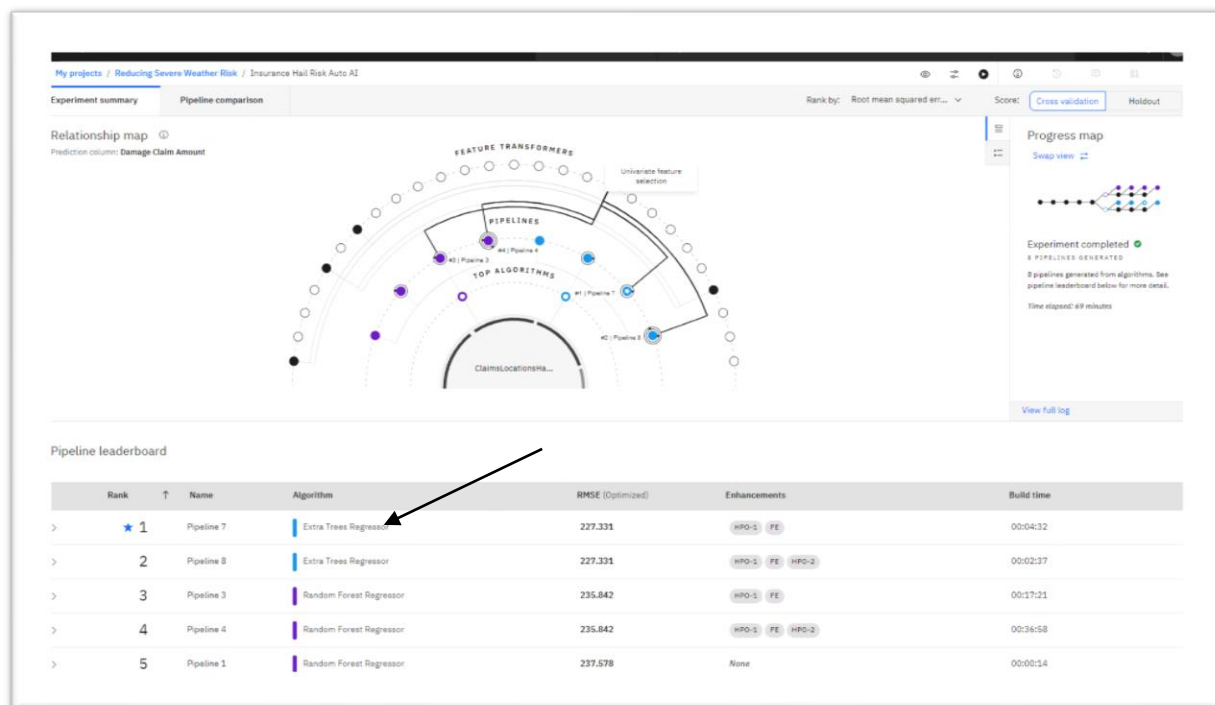 My projects / Reducing Severe Weather Risk / Insurance Hail Risk Auto AI
Experiment summary
Pipeline comparison
Rank by: Root mean squared err...
Score: Cross validation Holdout
Relationship map
Prediction column: Damage Claim Amount
FEATURE TRANSFORMERS
Univariate feature
selection
PIPELINES
#4 | Pipeline 4
#3 | Pipeline 3
TOP ALGORITHMS
#1 | Pipeline 7
#2 | Pipeline 8
ClaimsLocationsHa...
Progress map
Swap view
Experiment completed
8 PIPELINES GENERATED
8 pipelines generated from algorithms. See
pipeline leaderboard below for more detail.
Time elapsed: 69 minutes
View full log
Pipeline leaderboard
Rank ↑ Name Algorithm RMSE (Optimized) Enhancements Build time
1 Pipeline 7 Extra Trees Regressor 227.331 HPO-1 FE 00:04:32
2 Pipeline 8 Extra Trees Regressor 227.331 HPO-1 FE HPO-2 00:02:37
3 Pipeline 3 Random Forest Regressor 235.842 HPO-1 FE 00:17:21
4 Pipeline 4 Random Forest Regressor 235.842 HPO-1 FE HPO-2 00:36:58
5 Pipeline 1 Random Forest Regressor 237.578 None 00:00:14